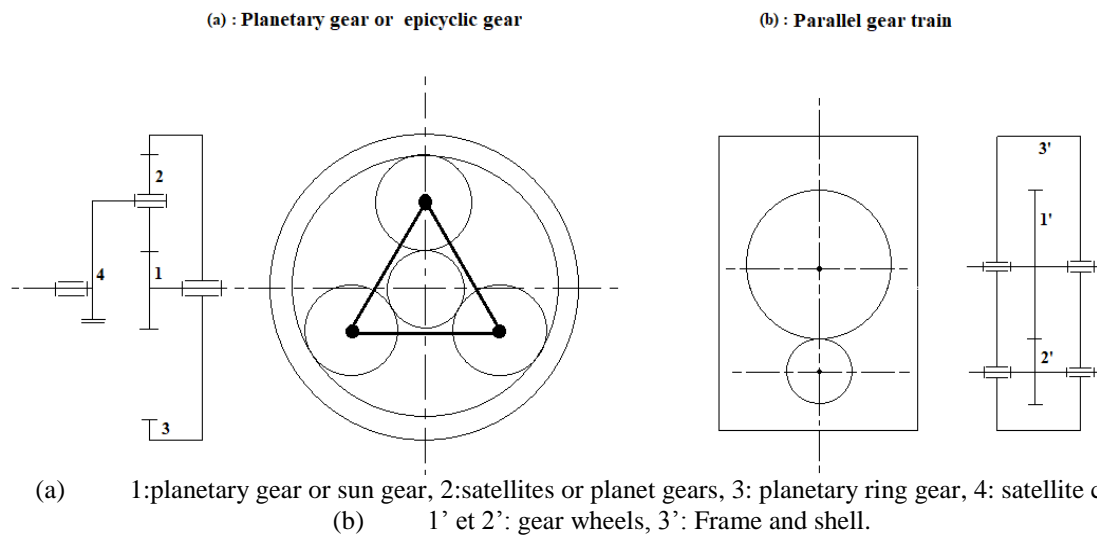 (a) : Planetary gear or epicyclic gear
(b) : Parallel gear train
2
4
1
3
3'
1'
2'
(a) 1:planetary gear or sun gear, 2:satellites or planet gears, 3: planetary ring gear, 4: satellite
(b) 1’ et 2’: gear wheels, 3’: Frame and shell.